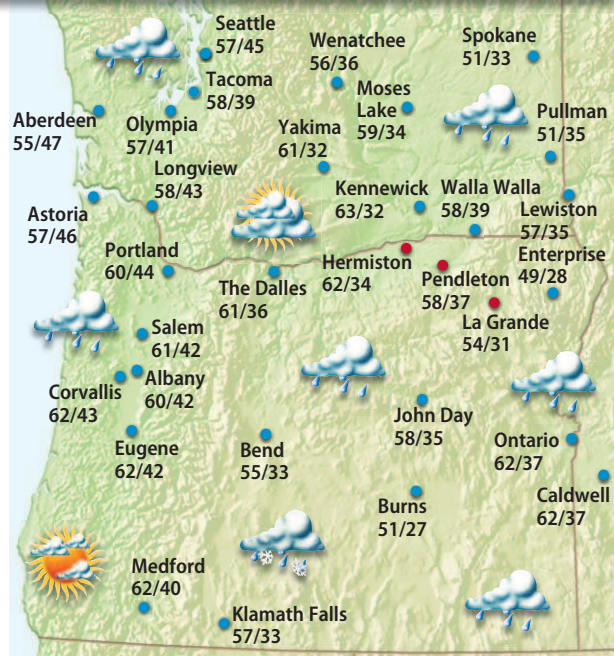 Seattle
57/45
Wenatchee
56/36
Spokane
51/33
Tacoma
58/39
Moses
Lake
59/34
Pullman
51/35
Aberdeen
55/47
Olympia
57/41
Yakima
61/32
Longview
58/43
Kennewick
63/32
Walla Walla
58/39
Lewiston
57/35
Astoria
57/46
Portland
60/44
The Dalles
61/36
Hermiston
62/34
Pendleton
58/37
Enterprise
49/28
La Grande
54/31
Salem
61/42
Albany
60/42
Corvallis
62/43
John Day
58/35
Eugene
62/42
Bend
55/33
Ontario
62/37
Burns
51/27
Caldwell
62/37
Medford
62/40
Klamath Falls
57/33